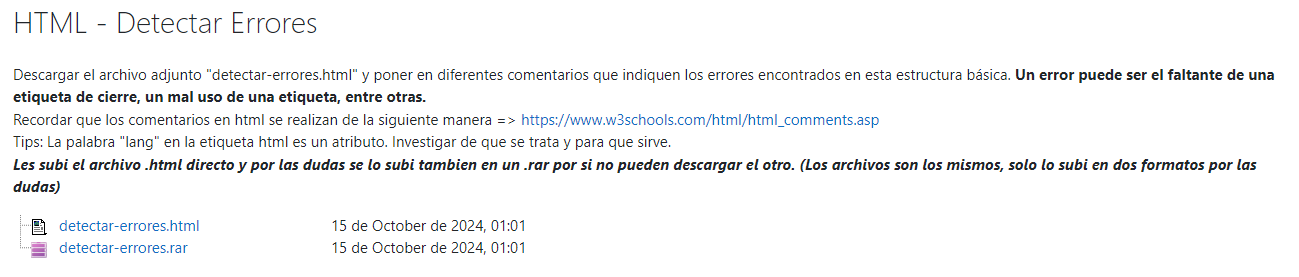 HTML - Detectar Errores
Descargar el archivo adjunto "detectar-errores.html" y poner en diferentes comentarios que indiquen los errores encontrados en esta estructura básica. Un error puede ser el faltante de una
etiqueta de cierre, un mal uso de una etiqueta, entre otras.
Recordar que los comentarios en html se realizan de la siguiente manera => https://www.w3schools.com/html/html_comments.asp
Tips: La palabra "lang" en la etiqueta html es un atributo. Investigar de que se trata y para que sirve.
Les subi el archivo .html directo y por las dudas se lo subi tambien en un .rar por si no pueden descargar el otro. (Los archivos son los mismos, solo lo subi en dos formatos por las
dudas)
detectar-errores.html 15 de October de 2024, 01:01
detectar-errores.rar 15 de October de 2024, 01:01